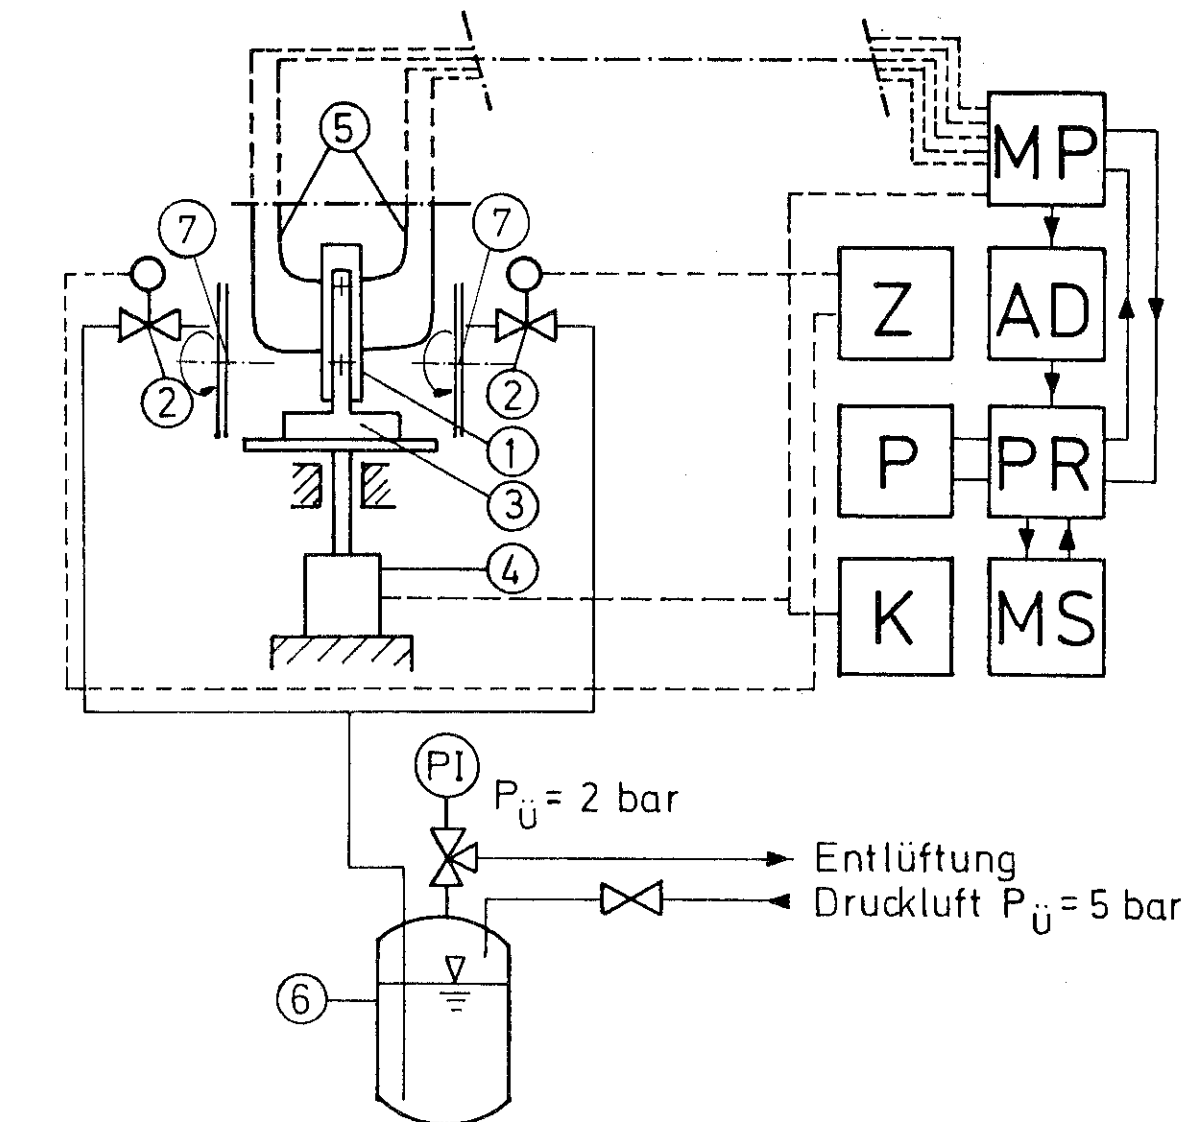 5
MP
7
7
Z
AD
2
2
1
P
PR
3
4
K
MS
PI
PÜ = 2 bar
Entlüftung
Druckluft PÜ = 5 bar
6